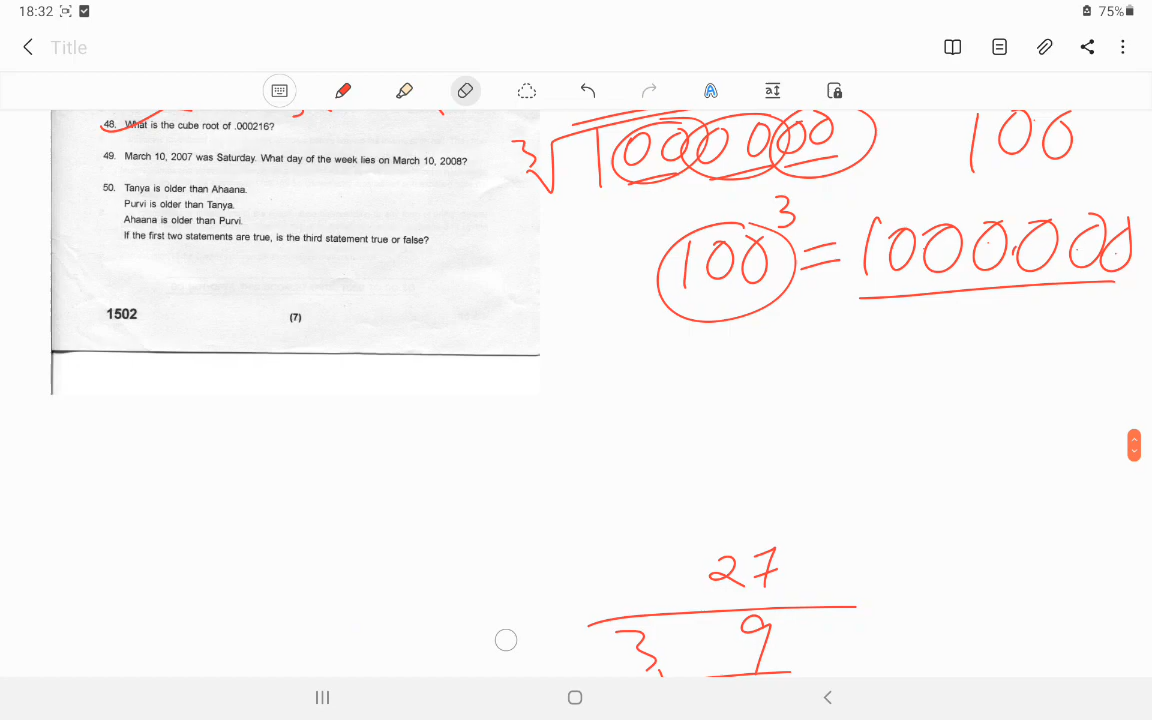 18:32
75%
Title
48. What is the cube root of .000216?
49. March 10, 2007 was Saturday. What day of the week lies on March 10, 2008?
50. Tanya is older than Ahaana.
Purvi is older than Tanya.
Ahaana is older than Purvi.
If the first two statements are true, is the third statement true or false?
1502
(7)
3√1000000
100
100³ = 1000000
27
3, 9